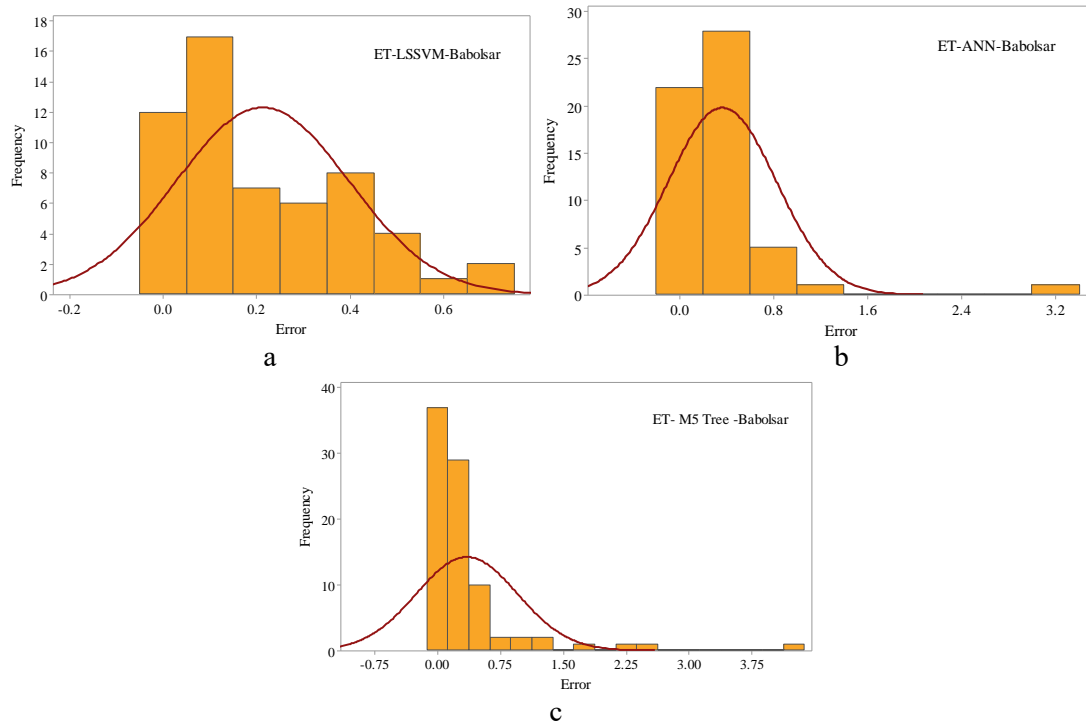 ET-LSSVM-Babolsar
Frequency
18
16
14
12
10
8
6
4
2
0
-0.2 0.0 0.2 0.4 0.6
Error
a
ET-ANN-Babolsar
Frequency
30
25
20
15
10
5
0
0.0 0.8 1.6 2.4 3.2
Error
b
ET- M5 Tree -Babolsar
Frequency
40
30
20
10
0
-0.75 0.00 0.75 1.50 2.25 3.00 3.75
Error
c